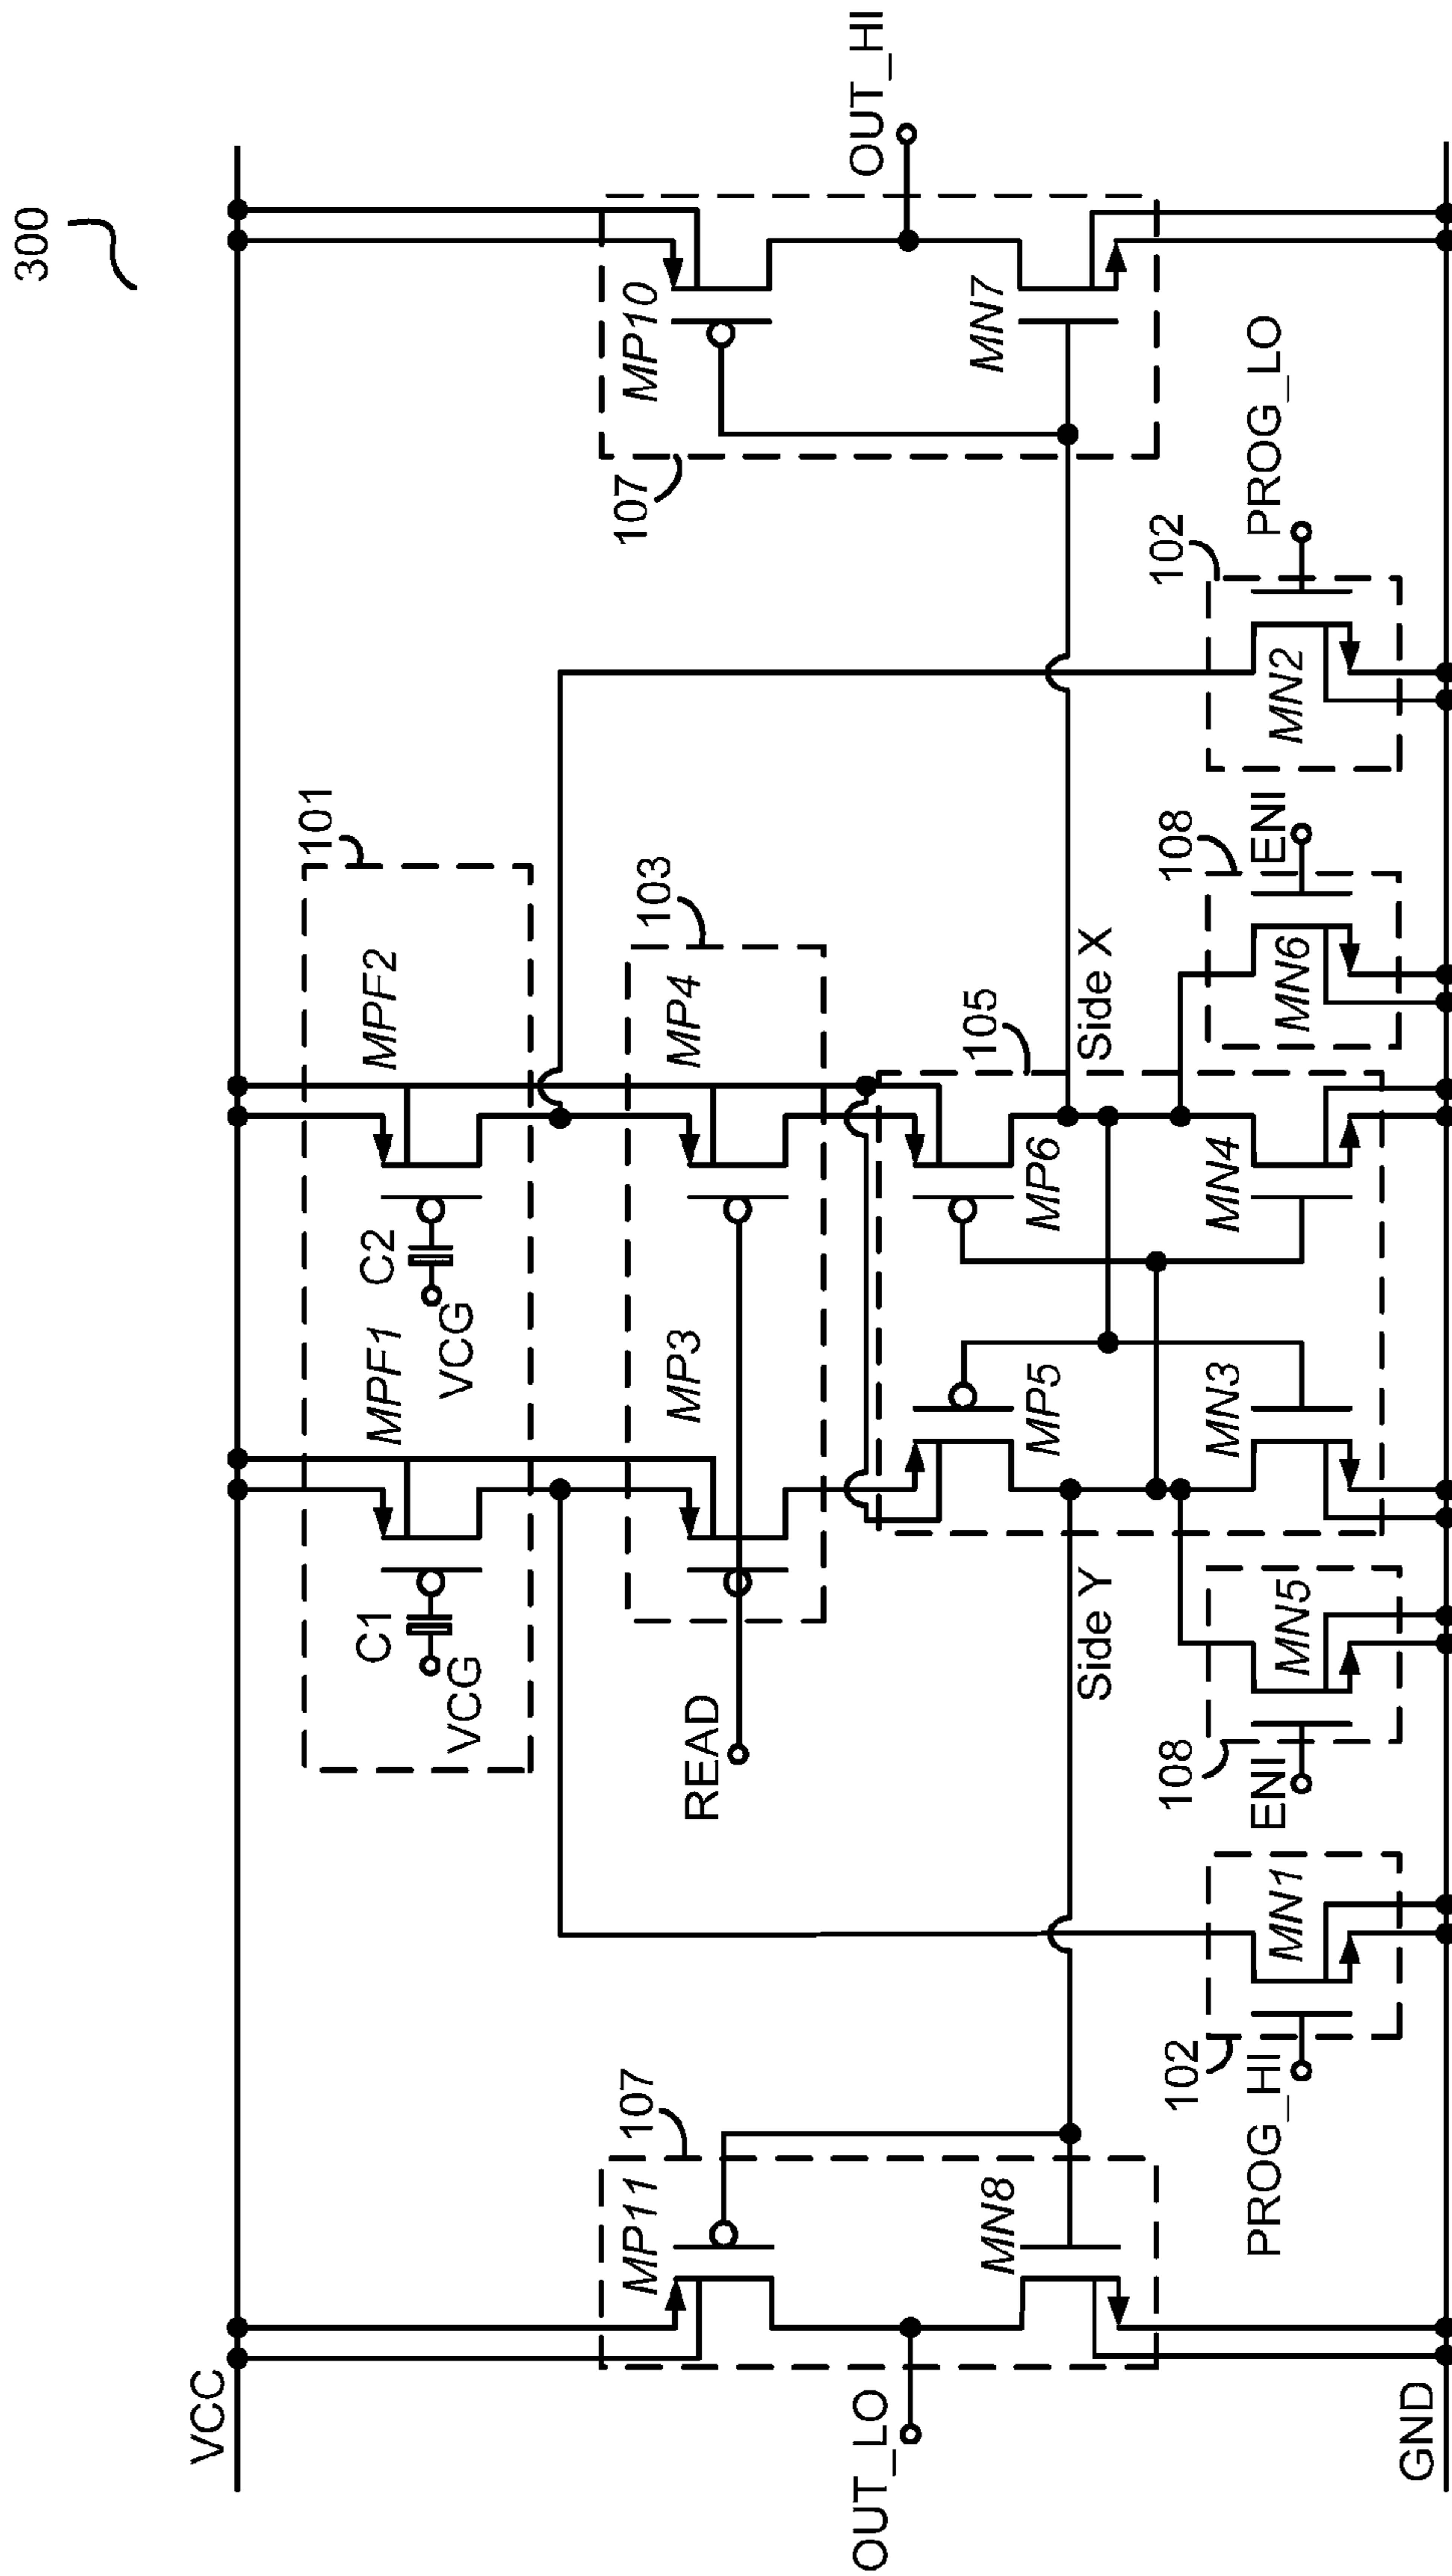 300
VCC
101
MPF1
MPF2
C1
C2
VCG
VCG
103
MP3
MP4
READ
107
MP11
MN8
OUT_LO
107
MP10
MN7
OUT_HI
105
MP5
MP6
MN3
MN4
Side Y
Side X
102
MN1
PROG_HI
108
MN5
ENI
108
MN6
ENI
102
MN2
PROG_LO
GND